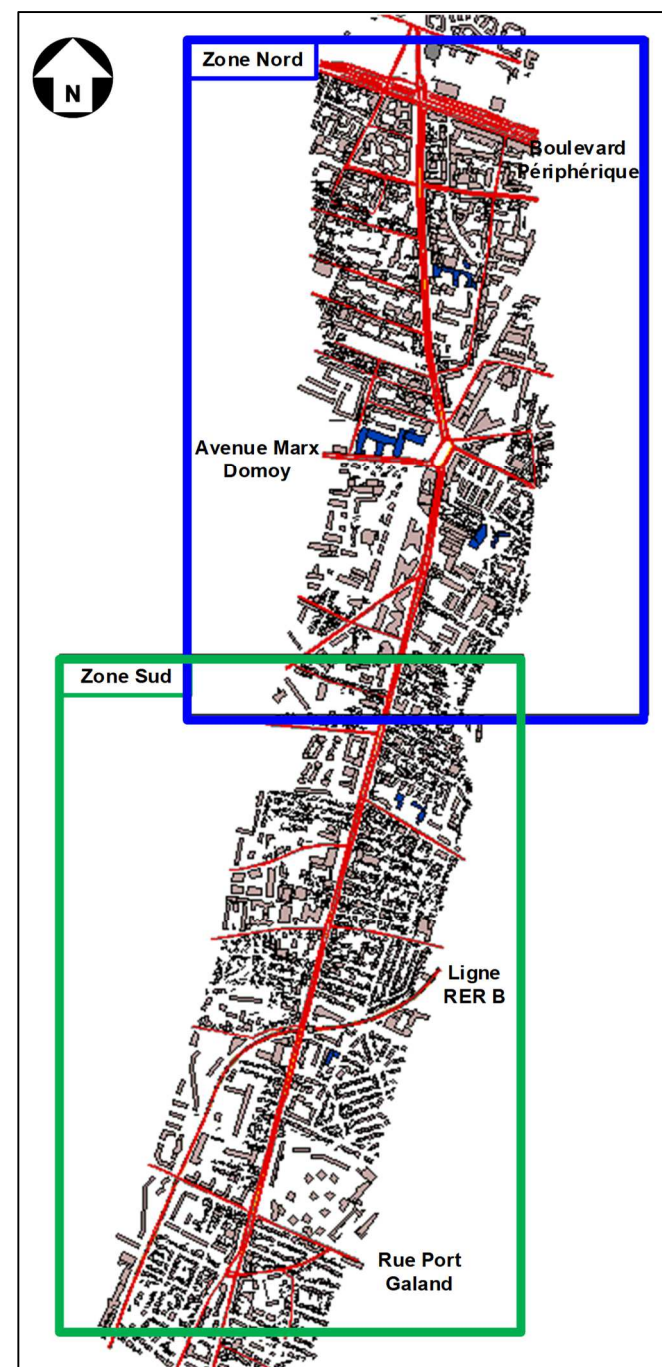 N
Zone Nord
Boulevard
Périphérique
Avenue Marx
Domoy
Zone Sud
Ligne
RER B
Rue Port
Galand